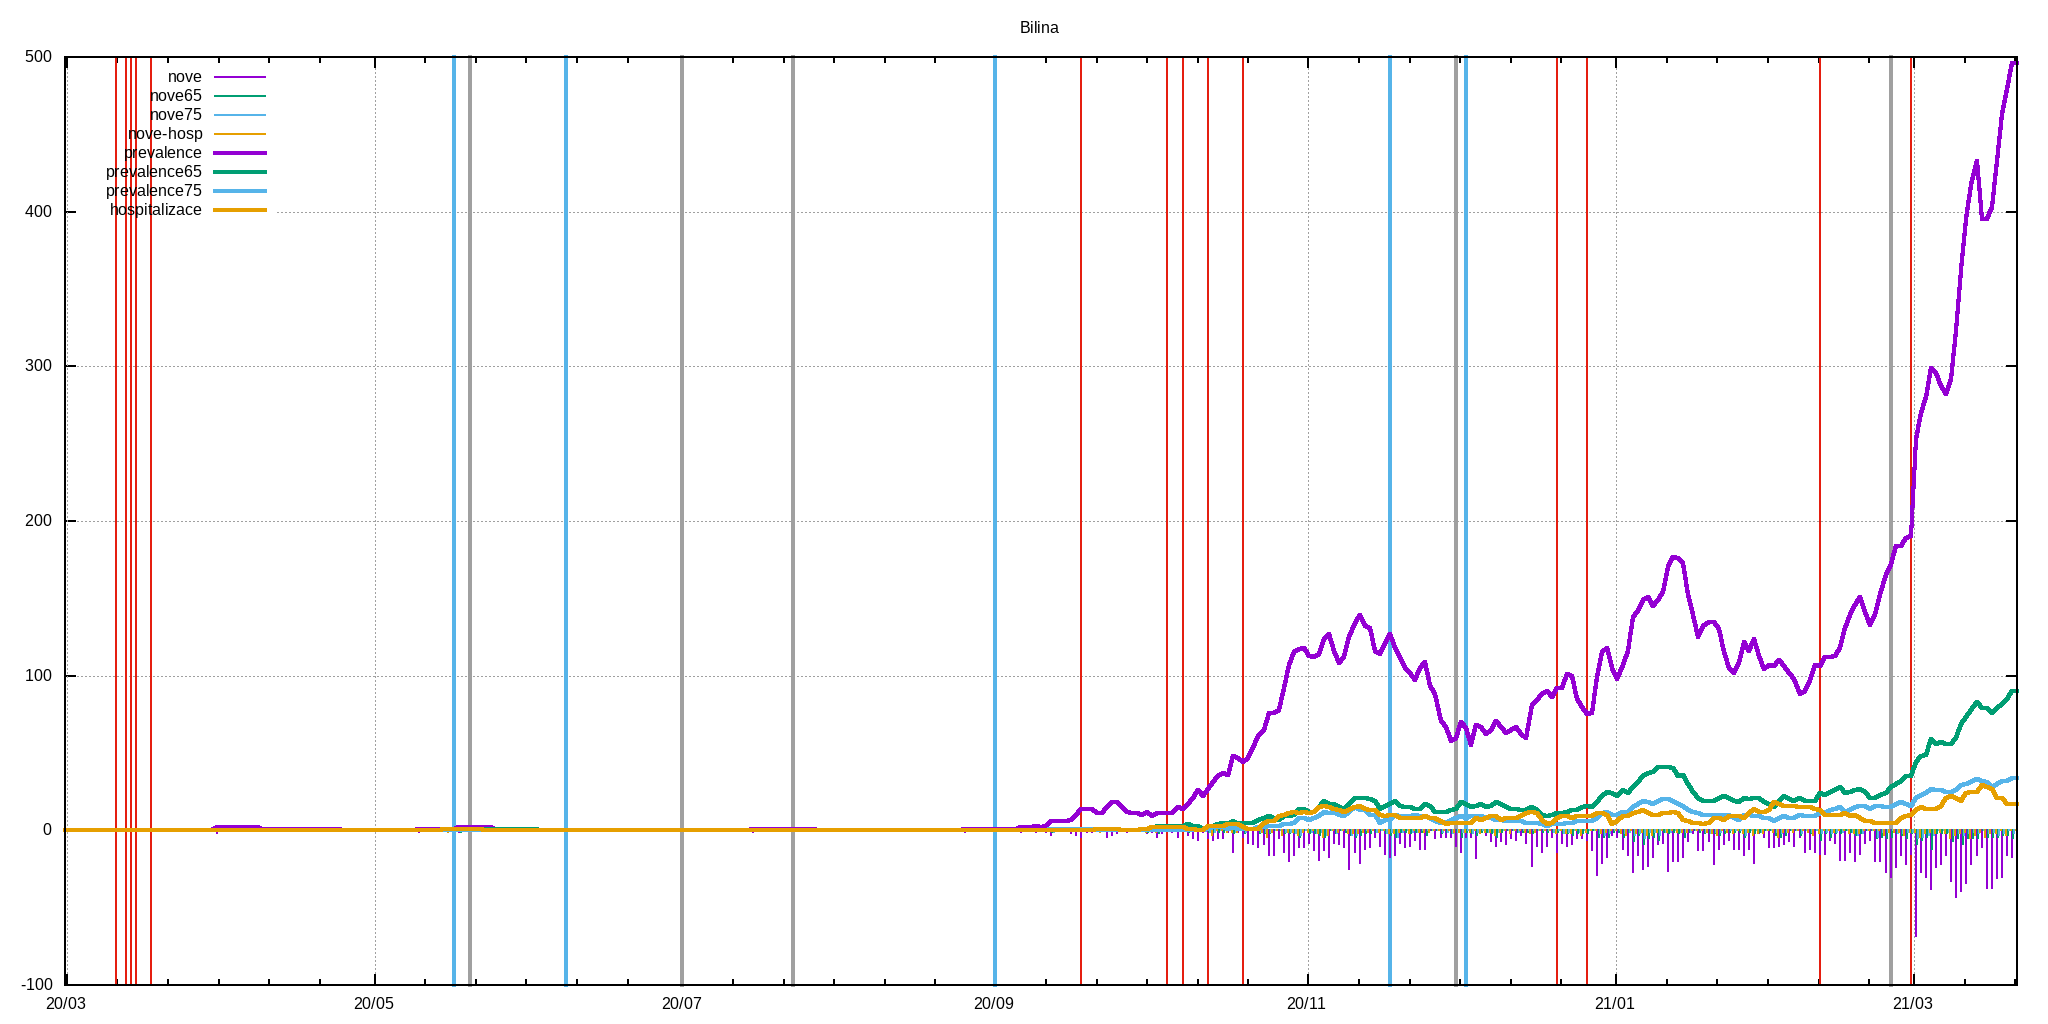 Bilina
500
400
300
200
100
0
-100
nove
nove65
nove75
nove-hosp
prevalence
prevalence65
prevalence75
hospitalizace
20/03 20/05 20/07 20/09 20/11 21/01 21/03